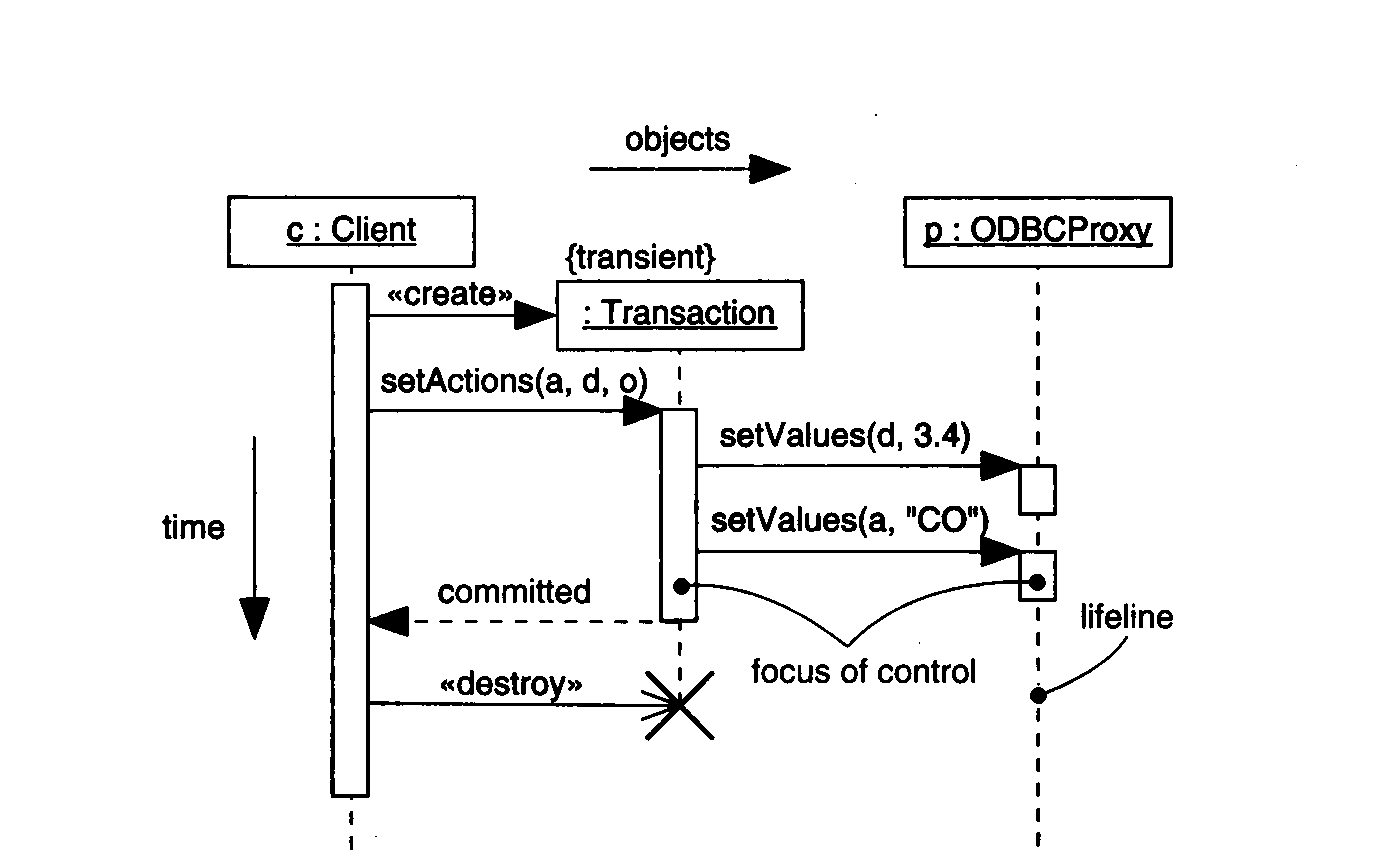 objects
c : Client
p : ODBCProxy
{transient}
«create»
: Transaction
setActions(a, d, o)
setValues(d, 3.4)
time
setValues(a, "CO")
committed
lifeline
focus of control
«destroy»